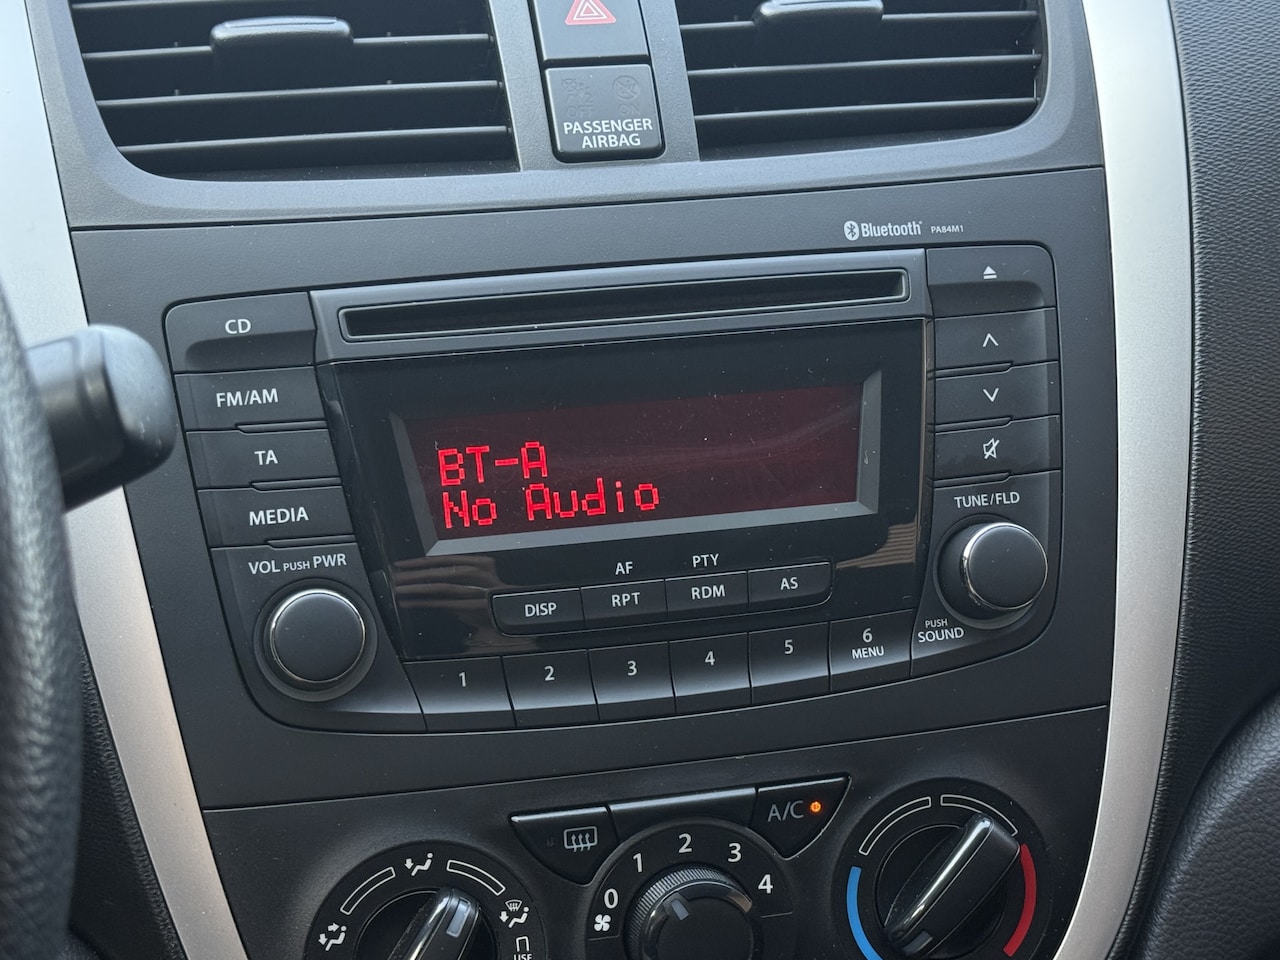 PASSENGER
AIRBAG
Bluetooth PA84M1
CD
FM/AM
TA
MEDIA
VOL PUSH PWR
BT-A
No Audio
TUNE/FLD
AF PTY
DISP RPT RDM AS
PUSH
SOUND
1 2 3 4 5 6
MENU
A/C
0 1 2 3 4
USE